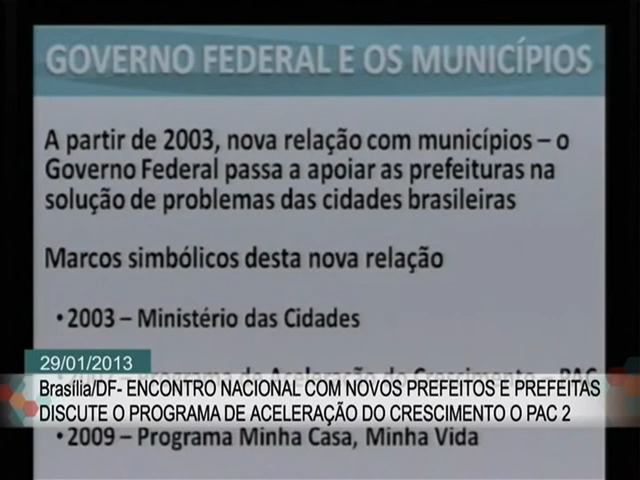 GOVERNO FEDERAL E OS MUNICÍPIOS
A partir de 2003, nova relação com municípios – o
Governo Federal passa a apoiar as prefeituras na
solução de problemas das cidades brasileiras
Marcos simbólicos desta nova relação
• 2003 – Ministério das Cidades
29/01/2013
Brasília/DF- ENCONTRO NACIONAL COM NOVOS PREFEITOS E PREFEITAS
DISCUTE O PROGRAMA DE ACELERAÇÃO DO CRESCIMENTO O PAC 2
• 2009 – Programa Minha Casa, Minha Vida